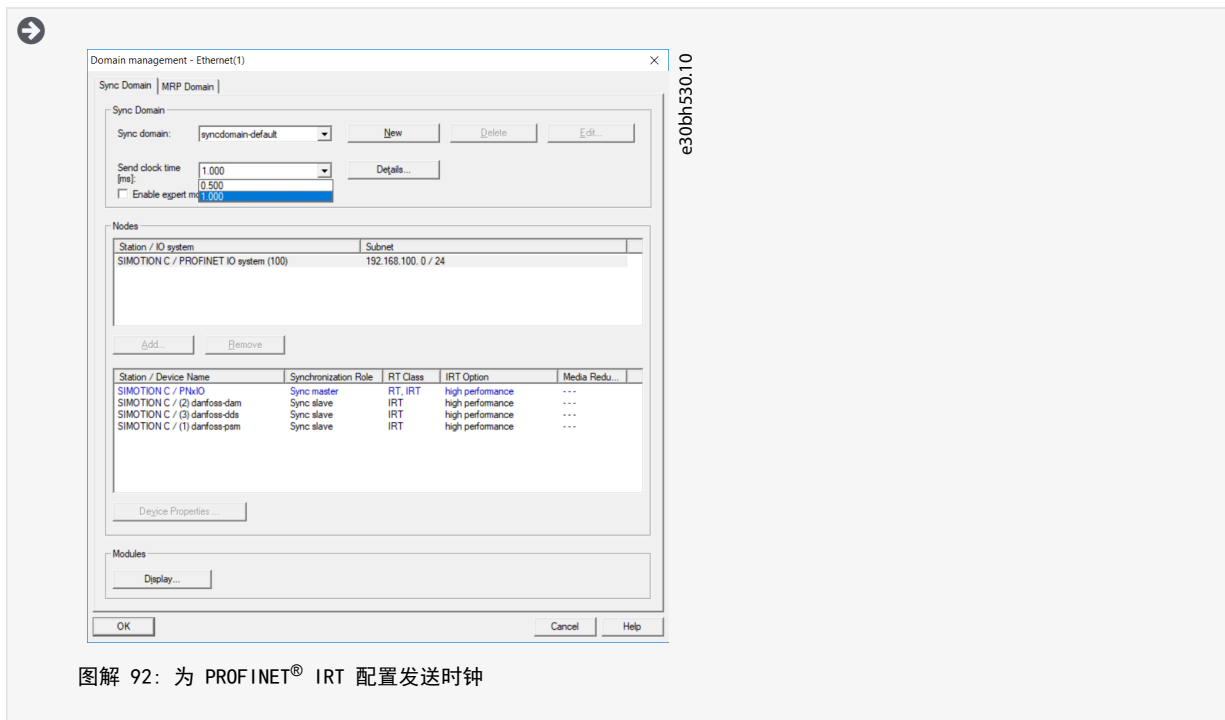 Domain management - Ethernet(1)
Sync Domain MRP Domain
Sync Domain
Sync domain: syncdomain-default New Delete Edit...
Send clock time [ms]: 1.000 Details...
0.500
Enable expert mo 1.000
Nodes
Station / IO system Subnet
SIMOTION C / PROFINET IO system (100) 192.168.100. 0 / 24
Add... Remove
Station / Device Name Synchronization Role RT Class IRT Option Media Redu...
SIMOTION C / PNxIO Sync master RT, IRT high performance ---
SIMOTION C / (2) danfoss-dam Sync slave IRT high performance ---
SIMOTION C / (3) danfoss-dds Sync slave IRT high performance ---
SIMOTION C / (1) danfoss-psm Sync slave IRT high performance ---
Device Properties ...
Modules
Display...
OK Cancel Help
e30bh530.10
图解 92: 为 PROFINET® IRT 配置发送时钟